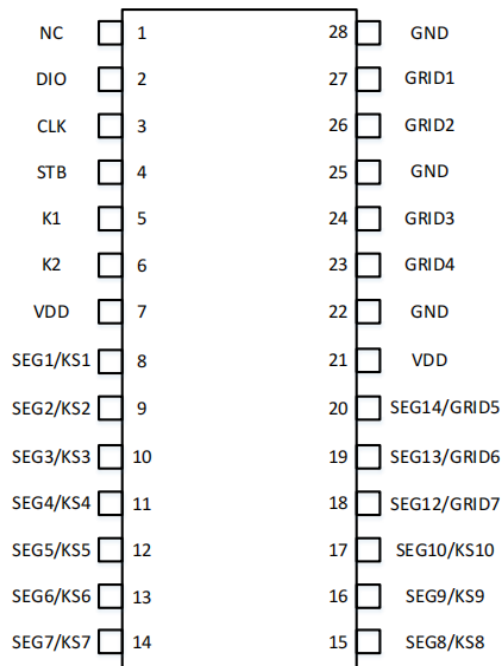 NC 1 28 GND
DIO 2 27 GRID1
CLK 3 26 GRID2
STB 4 25 GND
K1 5 24 GRID3
K2 6 23 GRID4
VDD 7 22 GND
SEG1/KS1 8 21 VDD
SEG2/KS2 9 20 SEG14/GRID5
SEG3/KS3 10 19 SEG13/GRID6
SEG4/KS4 11 18 SEG12/GRID7
SEG5/KS5 12 17 SEG10/KS10
SEG6/KS6 13 16 SEG9/KS9
SEG7/KS7 14 15 SEG8/KS8